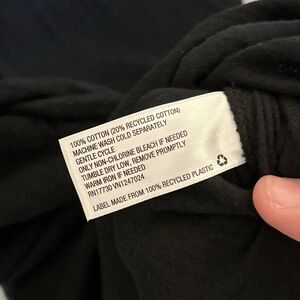 100% COTTON (20% RECYCLED COTTON)
MACHINE WASH COLD SEPARATELY
GENTLE CYCLE
ONLY NON-CHLORINE BLEACH IF NEEDED
TUMBLE DRY LOW, REMOVE PROMPTLY
WARM IRON IF NEEDED
RN17730 VN1247024
LABEL MADE FROM 100% RECYCLED PLASTIC